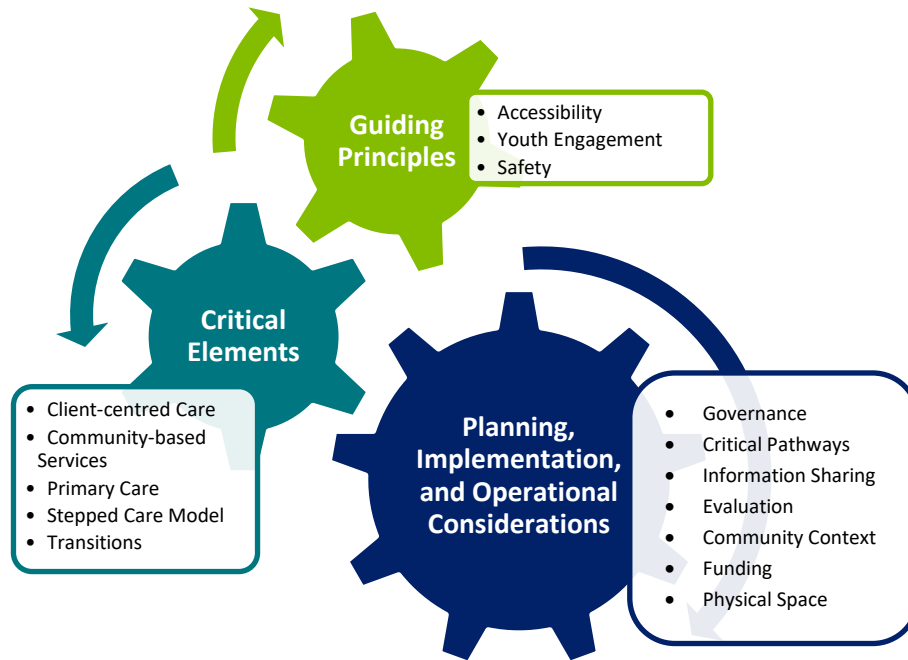 Guiding
Principles
• Accessibility
• Youth Engagement
• Safety
Critical
Elements
• Client-centred Care
• Community-based
Services
• Primary Care
• Stepped Care Model
• Transitions
Planning,
Implementation,
and Operational
Considerations
• Governance
• Critical Pathways
• Information Sharing
• Evaluation
• Community Context
• Funding
• Physical Space